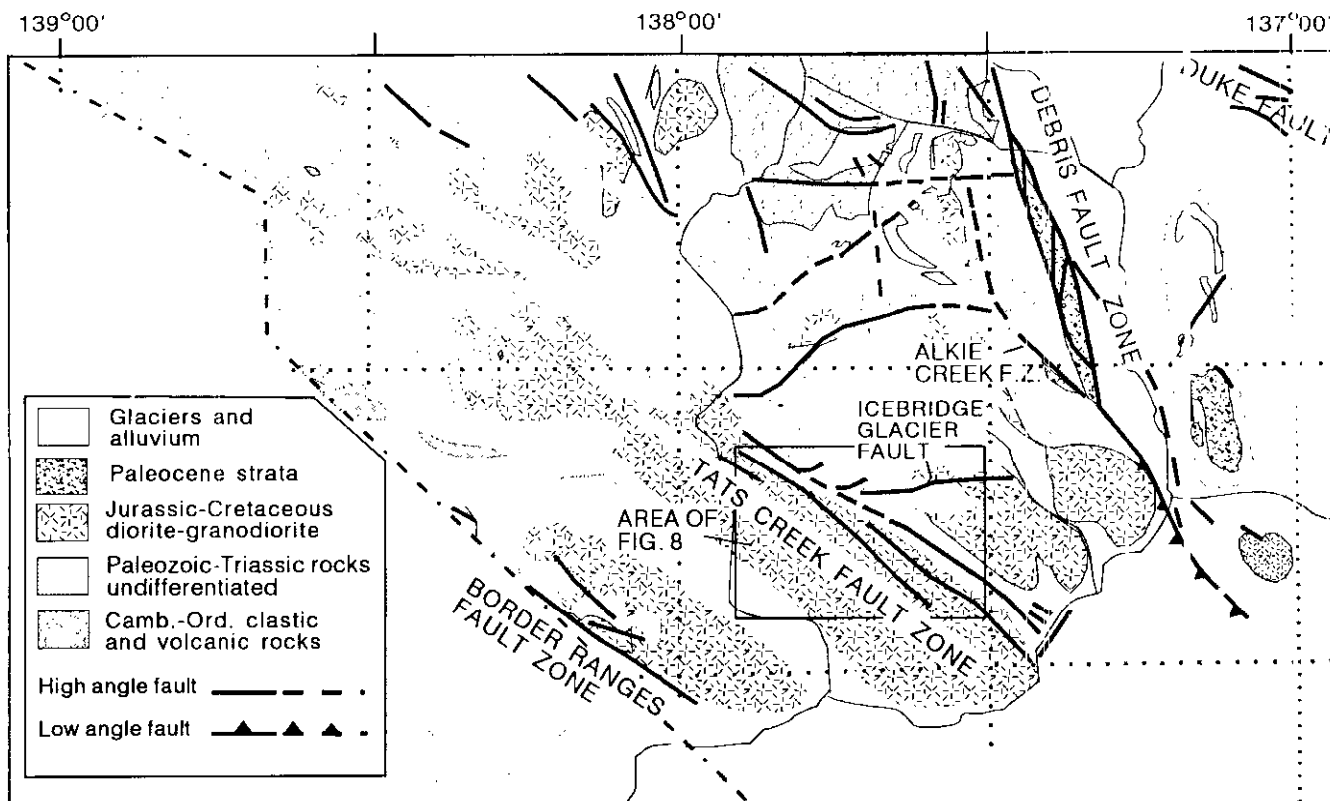 139°00'
138°00'
137°00'
DUKE FAULT
DEBRIS FAULT ZONE
ALKIE
CREEK F.Z.
ICEBRIDGE
GLACIER
FAULT
TATS CREEK FAULT ZONE
AREA OF
FIG. 8
BORDER RANGES
FAULT ZONE
Glaciers and
alluvium
Paleocene strata
Jurassic-Cretaceous
diorite-granodiorite
Paleozoic-Triassic rocks
undifferentiated
Camb.-Ord. clastic
and volcanic rocks
High angle fault
Low angle fault